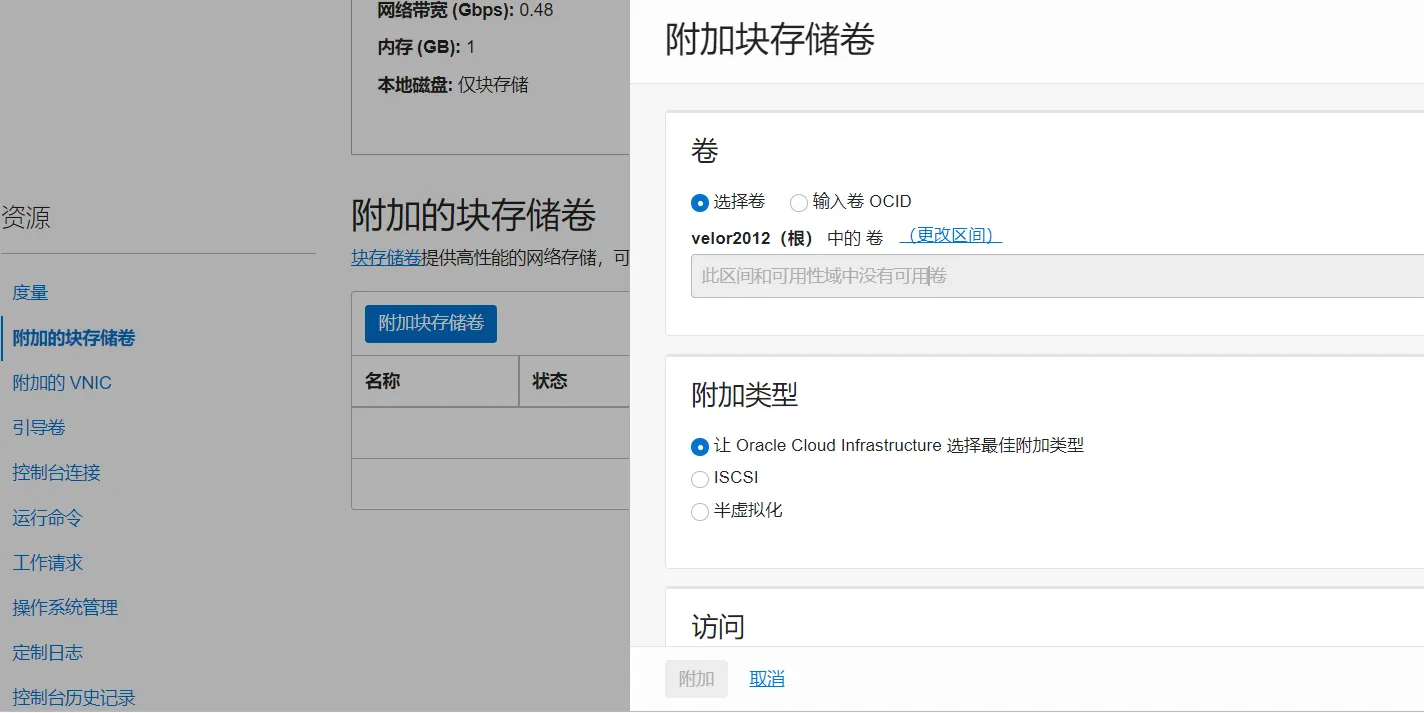 网络带宽 (Gbps): 0.48
内存 (GB): 1
本地磁盘: 仅块存储
资源
度量
附加的块存储卷
附加的 VNIC
引导卷
控制台连接
运行命令
工作请求
操作系统管理
定制日志
控制台历史记录
附加的块存储卷
块存储卷提供高性能的网络存储，可
附加块存储卷
名称 状态
附加块存储卷
卷
选择卷 输入卷 OCID
velor2012（根） 中的 卷 （更改区间）
此区间和可用性域中没有可用卷
附加类型
让 Oracle Cloud Infrastructure 选择最佳附加类型
ISCSI
半虚拟化
访问
附加 取消